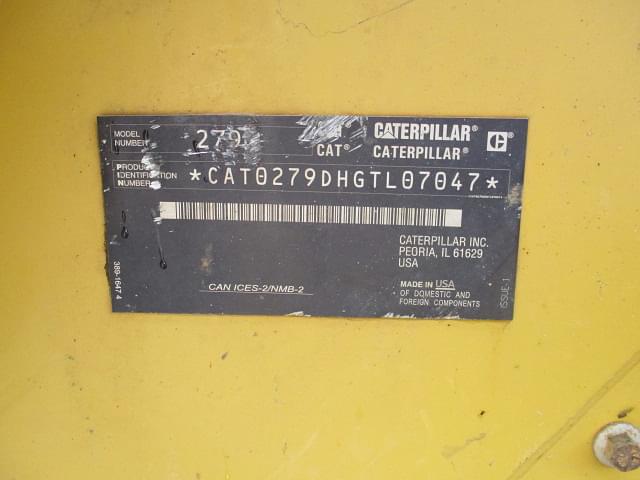 MODEL NUMBER 279 CAT® CATERPILLAR®
CAT® CATERPILLAR®
PRODUCT IDENTIFICATION NUMBER *CAT0279DHGTL07047*
CATERPILLAR INC.
PEORIA, IL 61629
USA
CAN ICES-2/NMB-2
MADE IN USA
OF DOMESTIC AND
FOREIGN COMPONENTS
389-1647 4
ISSUE-1